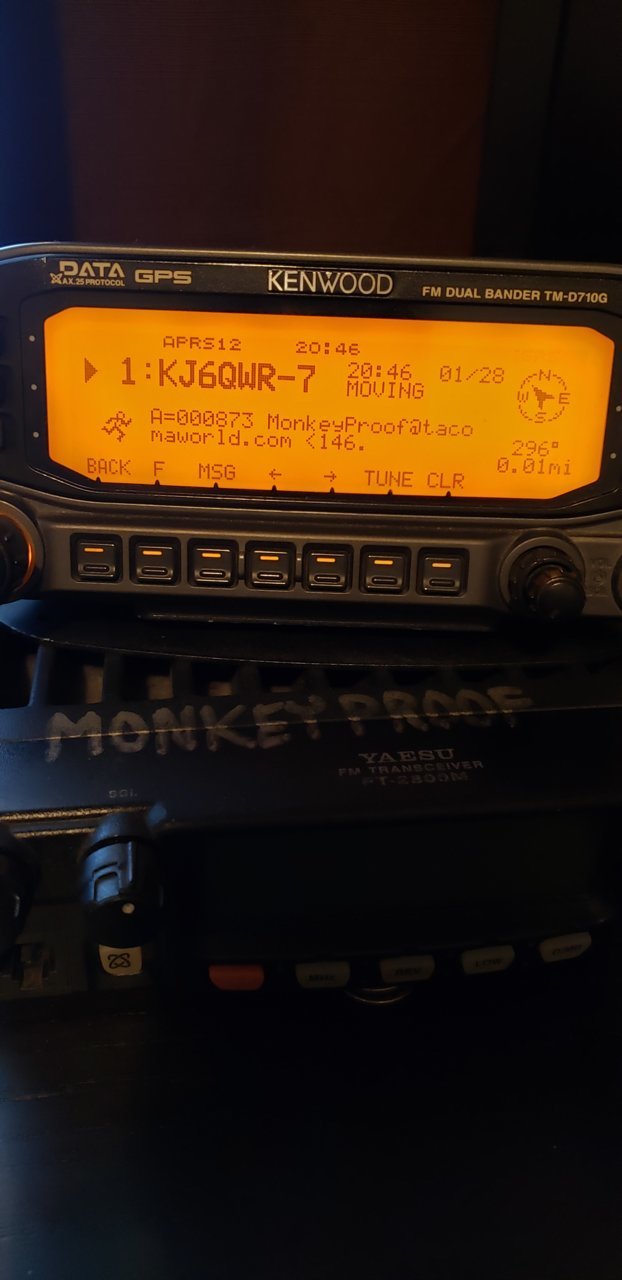 DATA GPS KENWOOD FM DUAL BANDER TM-D710G
AX.25 PROTOCOL
APRS12 20:46
1:KJ6QWR-7 20:46 01/28
MOVING
N
W E
S
A=000873 MonkeyProof@taco
maworld.com <146.
296°
0.01mi
BACK F MSG ← → TUNE CLR
MONKEY PROOF
YAESU
FM TRANSCEIVER
FT-2800M
SQL
REV
LOW